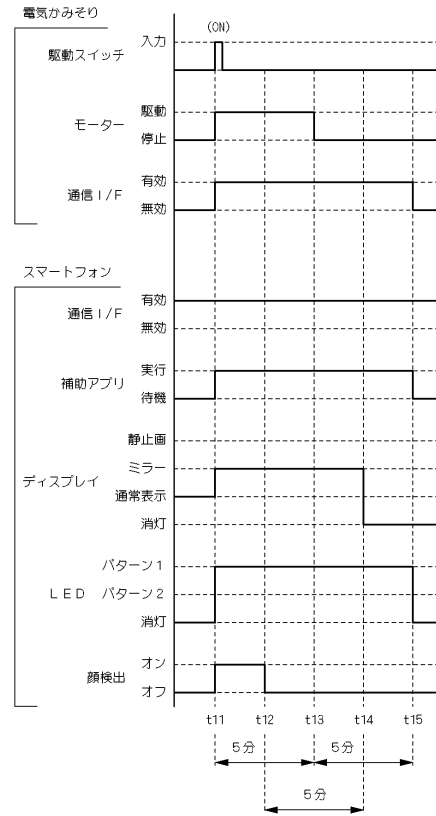 電気かみそり
(ON)
入力
駆動スイッチ
駆動
モーター
停止
有効
通信I/F
無効
スマートフォン
有効
通信I/F
無効
実行
補助アプリ
待機
静止画
ミラー
ディスプレイ
通常表示
消灯
パターン1
LED パターン2
消灯
オン
顔検出
オフ
t11 t12 t13 t14 t15
5分 5分
5分